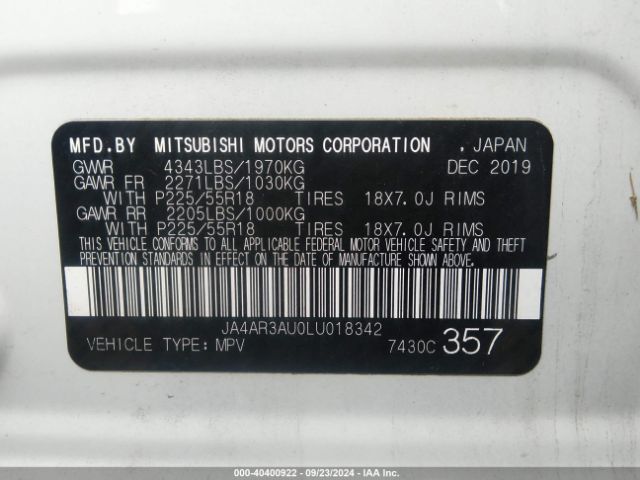 MFD.BY MITSUBISHI MOTORS CORPORATION . JAPAN
GVWR 4343LBS/1970KG DEC 2019
GAWR FR 2271LBS/1030KG
WITH P225/55R18 TIRES 18X7.0J RIMS
GAWR RR 2205LBS/1000KG
WITH P225/55R18 TIRES 18X7.0J RIMS
THIS VEHICLE CONFORMS TO ALL APPLICABLE FEDERAL MOTOR VEHICLE SAFETY AND THEFT
PREVENTION STANDARDS IN EFFECT ON THE DATE OF MANUFACTURE SHOWN ABOVE.
JA4AR3AU0LU018342
VEHICLE TYPE: MPV 7430C 357
000-40400922 - 09/23/2024 - IAA Inc.